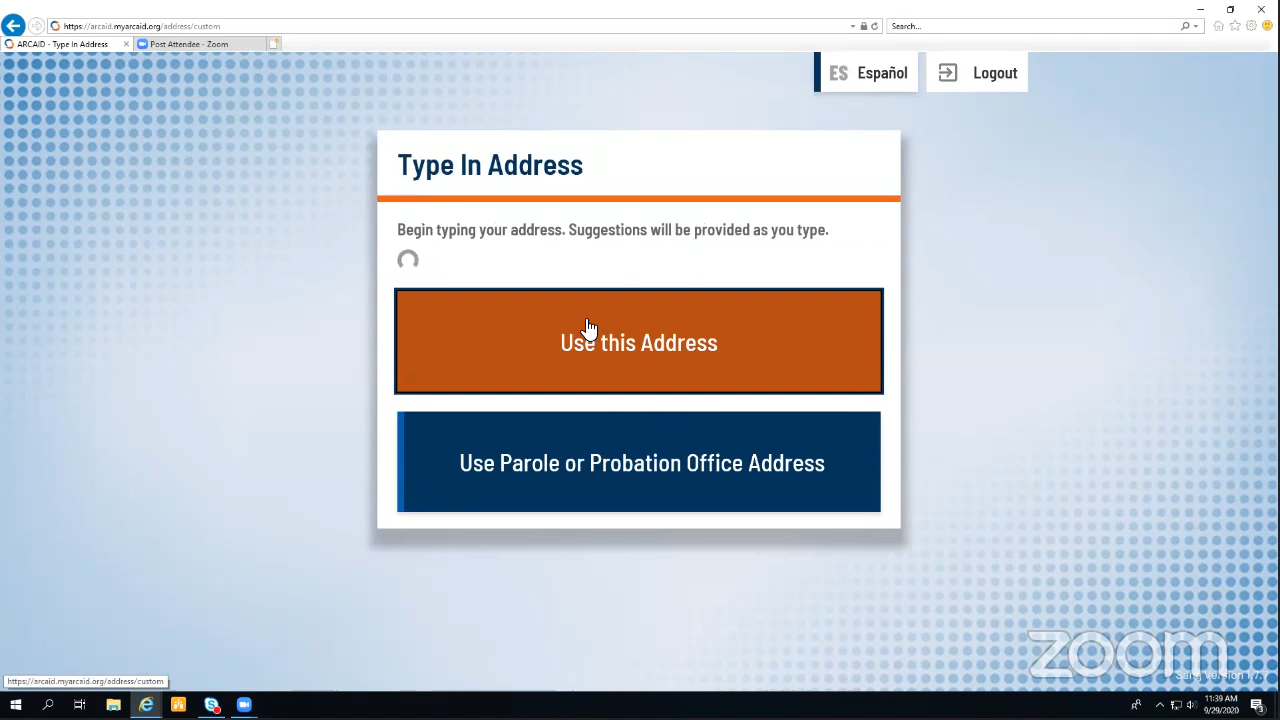 https://arcaid.myarcaid.org/address/custom
Search...
ARCAID - Type In Address
Post Attendee - Zoom
ES Español
Logout
Type In Address
Begin typing your address. Suggestions will be provided as you type.
Use this Address
Use Parole or Probation Office Address
zoom
https://arcaid.myarcaid.org/address/custom
11:39 AM
9/29/2020